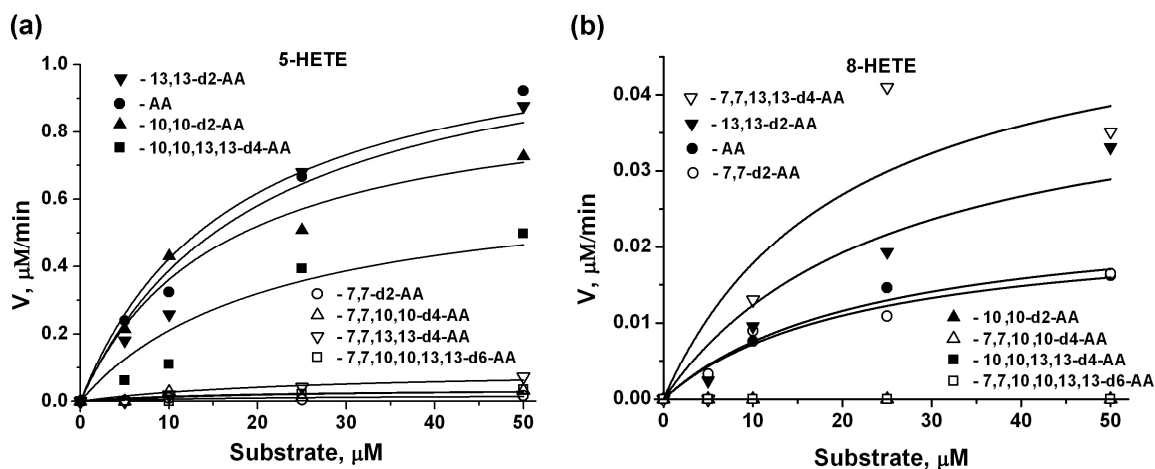 (a)
5-HETE
- 13,13-d2-AA
- AA
- 10,10-d2-AA
- 10,10,13,13-d4-AA
- 7,7-d2-AA
- 7,7,10,10-d4-AA
- 7,7,13,13-d4-AA
- 7,7,10,10,13,13-d6-AA
V, μM/min
1.0
0.8
0.6
0.4
0.2
0.0
0 10 20 30 40 50
Substrate, μM
(b)
8-HETE
- 7,7,13,13-d4-AA
- 13,13-d2-AA
- AA
- 7,7-d2-AA
- 10,10-d2-AA
- 7,7,10,10-d4-AA
- 10,10,13,13-d4-AA
- 7,7,10,10,13,13-d6-AA
V, μM/min
0.04
0.03
0.02
0.01
0.00
0 10 20 30 40 50
Substrate, μM